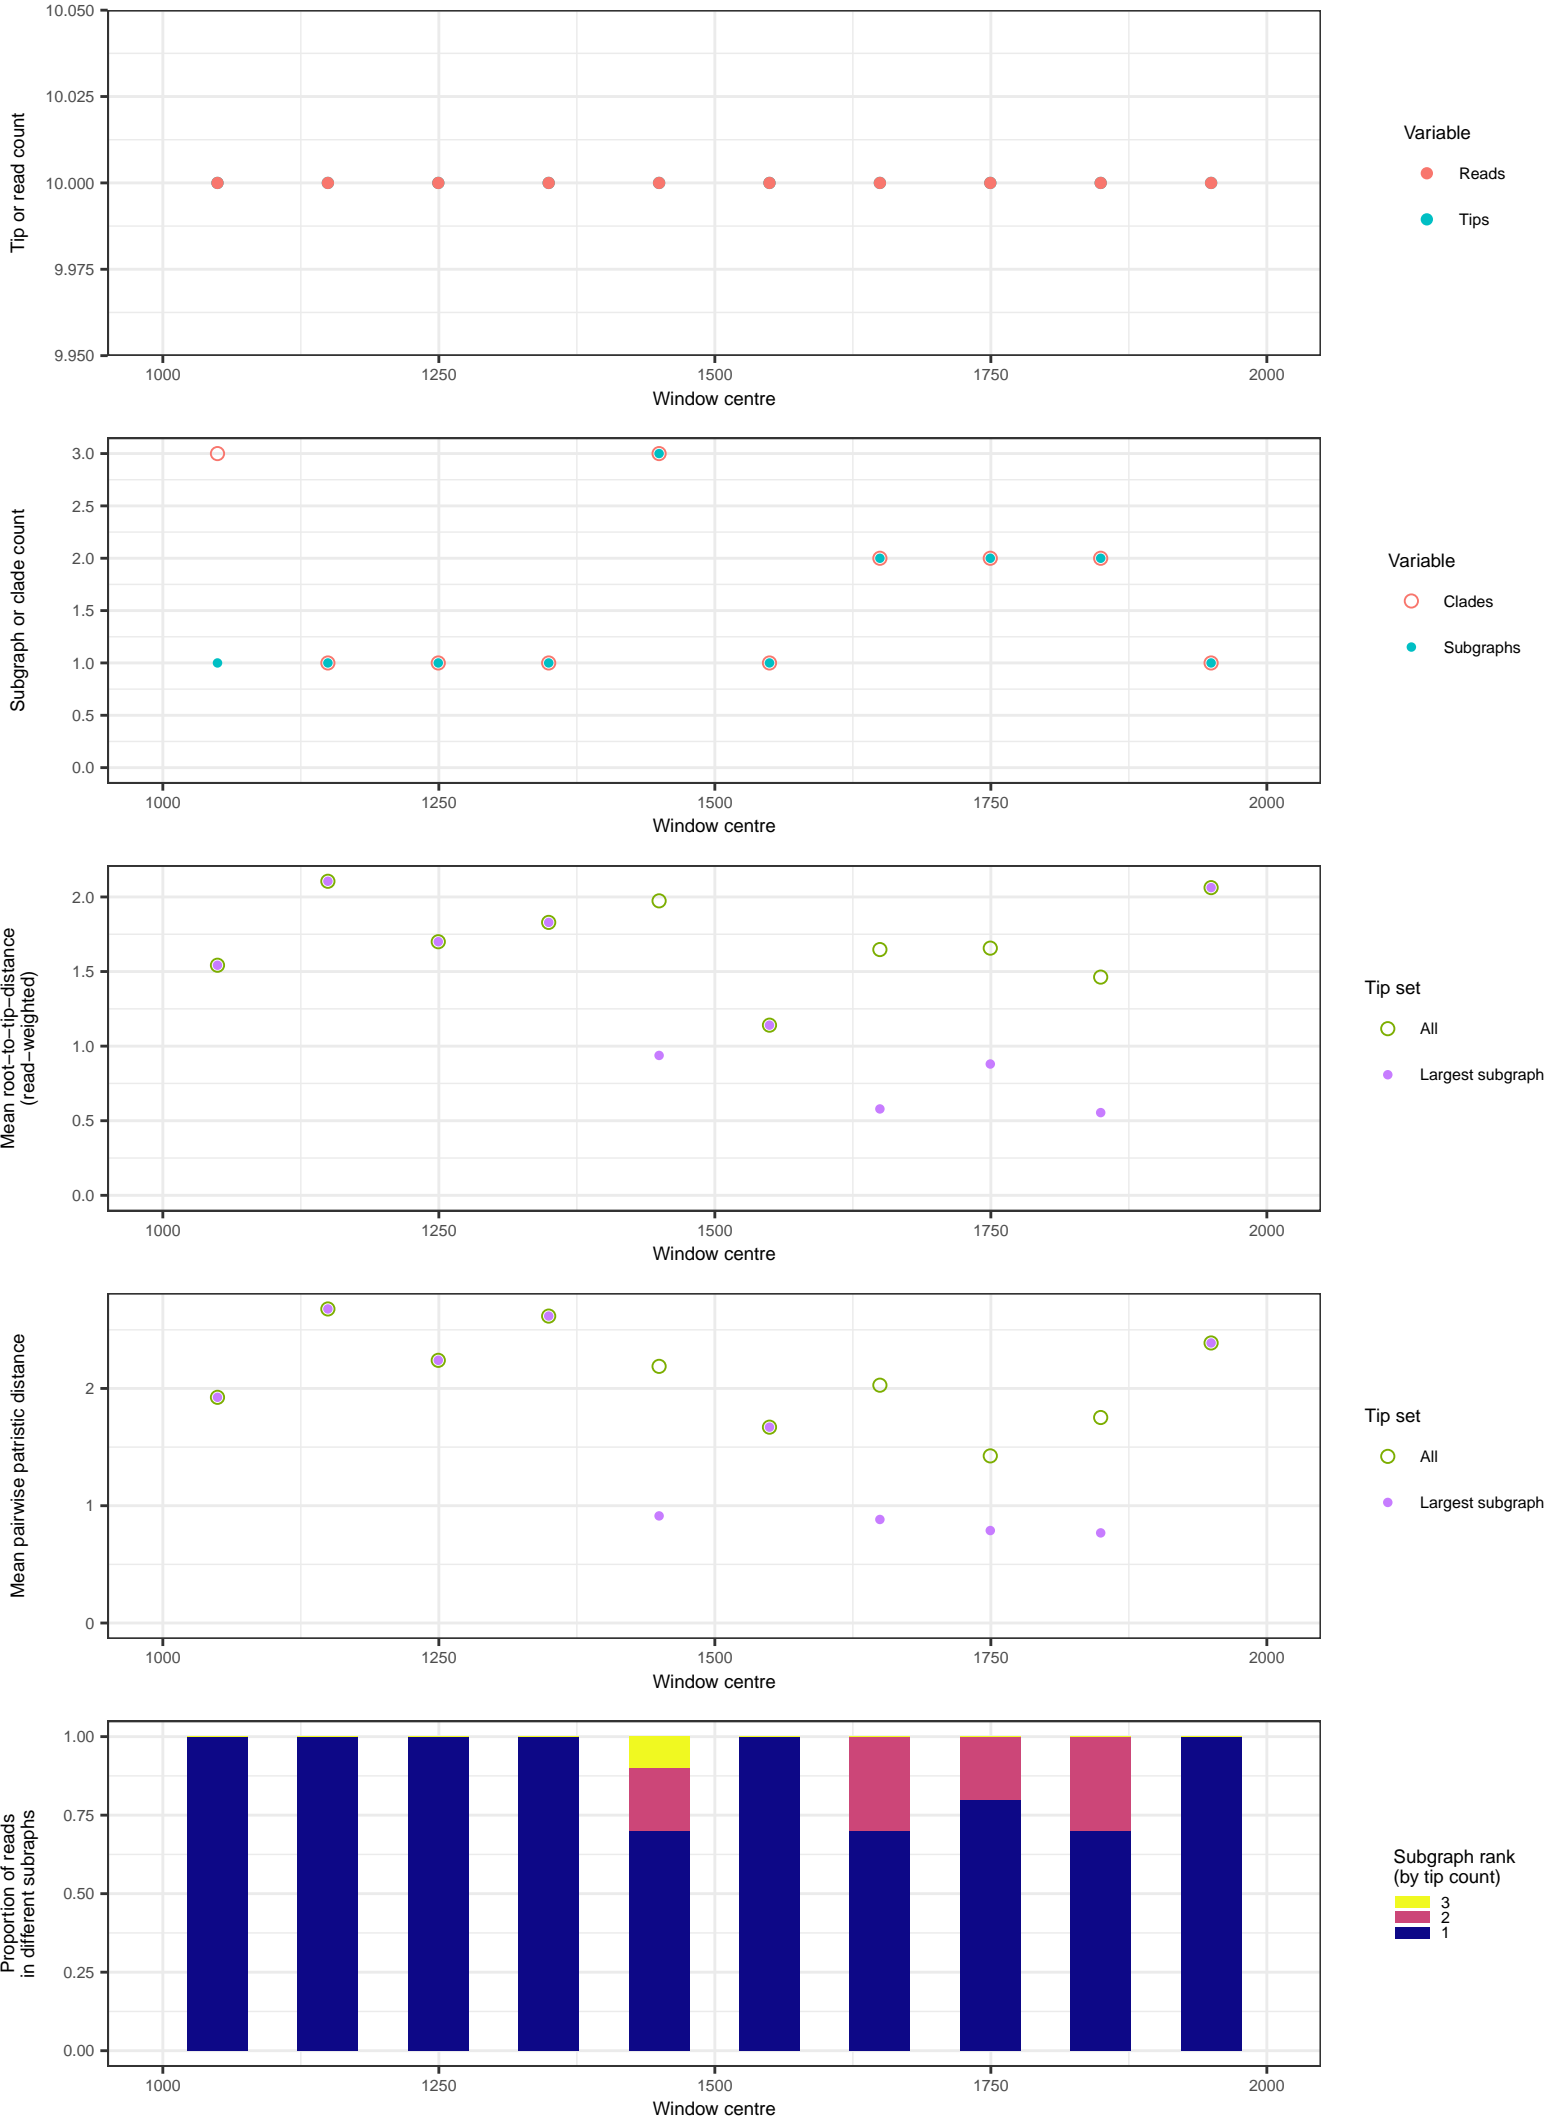 10.050
10.025
10.000
9.975
9.950
Tip or read count
1000 1250 1500 1750 2000
Window centre
Variable
Reads
Tips
3.0
2.5
2.0
1.5
1.0
0.5
0.0
Subgraph or clade count
1000 1250 1500 1750 2000
Window centre
Variable
Clades
Subgraphs
2.0
1.5
1.0
0.5
0.0
Mean root−to−tip−distance
(read−weighted)
1000 1250 1500 1750 2000
Window centre
Tip set
All
Largest subgraph
2
1
0
Mean pairwise patristic distance
1000 1250 1500 1750 2000
Window centre
Tip set
All
Largest subgraph
1.00
0.75
0.50
0.25
0.00
Proportion of reads
in different subraphs
1000 1250 1500 1750 2000
Window centre
Subgraph rank
(by tip count)
3
2
1